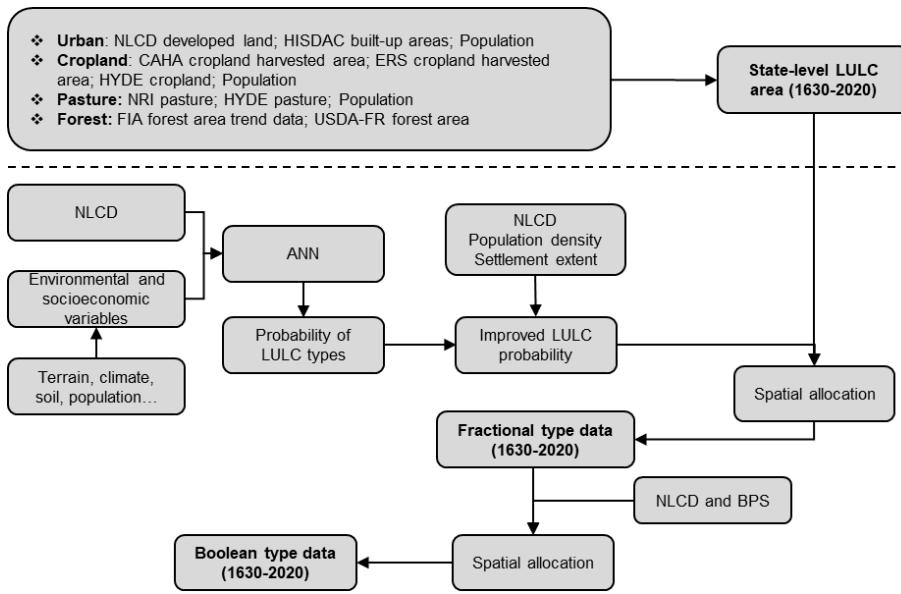 ❖ Urban: NLCD developed land; HISDAC built-up areas; Population
❖ Cropland: CAHA cropland harvested area; ERS cropland harvested
area; HYDE cropland; Population
❖ Pasture: NRI pasture; HYDE pasture; Population
❖ Forest: FIA forest area trend data; USDA-FR forest area
State-level LULC
area (1630-2020)
NLCD
Environmental and
socioeconomic
variables
Terrain, climate,
soil, population…
ANN
Probability of
LULC types
NLCD
Population density
Settlement extent
Improved LULC
probability
Spatial allocation
Fractional type data
(1630-2020)
NLCD and BPS
Spatial allocation
Boolean type data
(1630-2020)